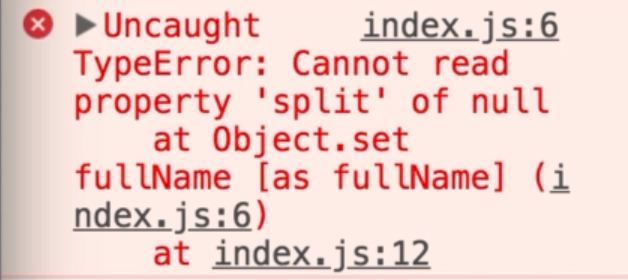 ▶Uncaught index.js:6
TypeError: Cannot read
property 'split' of null
at Object.set
fullName [as fullName] (i
ndex.js:6)
at index.js:12